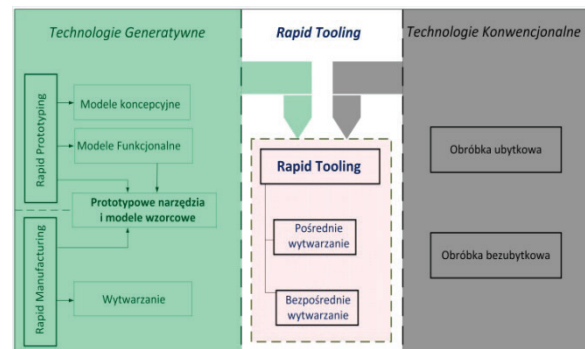 Technologie Generatywne
Rapid Tooling
Technologie Konwencjonalne
Rapid Prototyping
Modele koncepcyjne
Modele Funkcjonalne
Prototypowe narzędzia
i modele wzorcowe
Rapid Manufacturing
Wytwarzanie
Rapid Tooling
Pośrednie
wytwarzanie
Bezpośrednie
wytwarzanie
Obróbka ubytkowa
Obróbka bezubytkowa